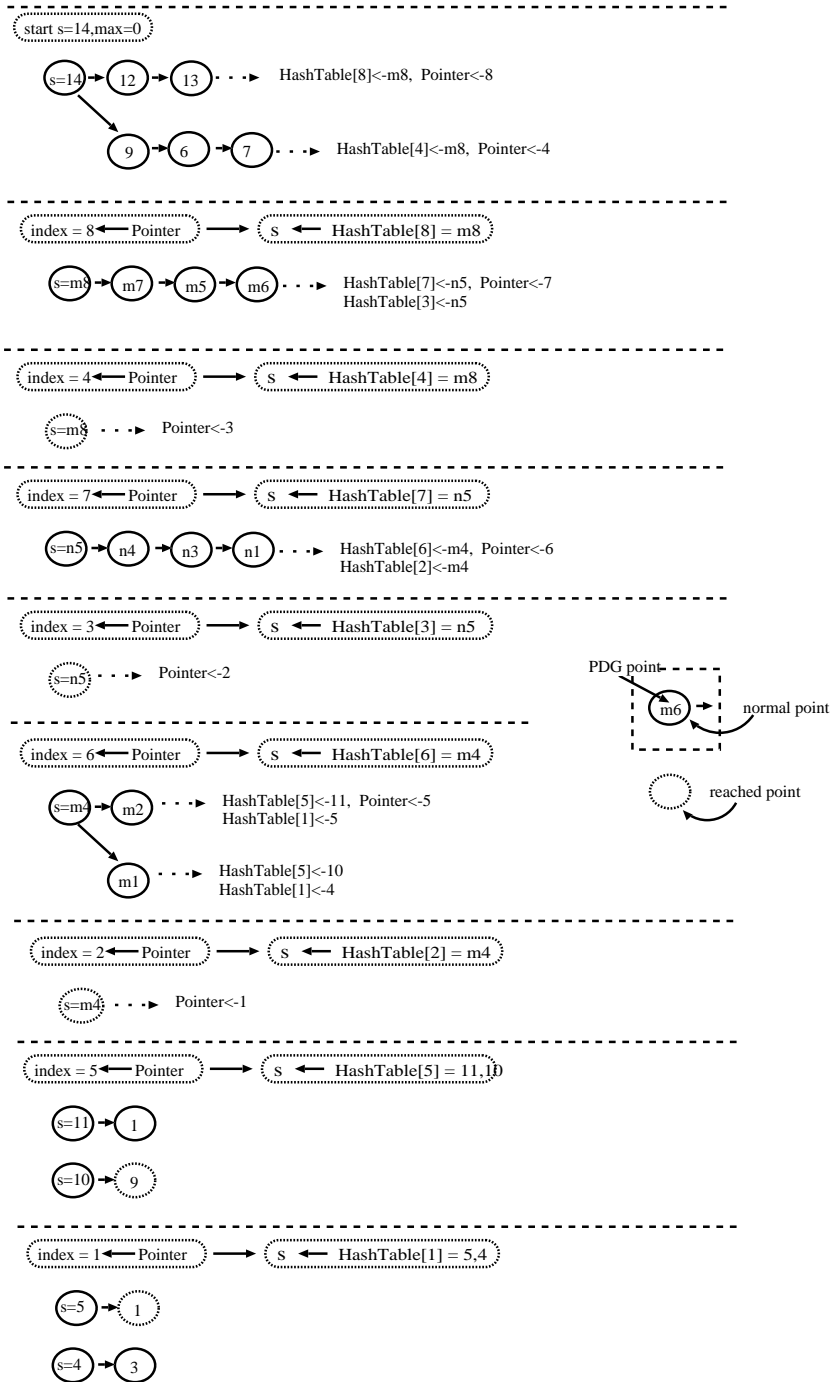 start s=14,max=0
s=14 12 13 HashTable[8]<-m8, Pointer<-8
9 6 7 HashTable[4]<-m8, Pointer<-4
index = 8 Pointer s HashTable[8] = m8
s=m8 m7 m5 m6 HashTable[7]<-n5, Pointer<-7
HashTable[3]<-n5
index = 4 Pointer s HashTable[4] = m8
s=m8 Pointer<-3
index = 7 Pointer s HashTable[7] = n5
s=n5 n4 n3 n1 HashTable[6]<-m4, Pointer<-6
HashTable[2]<-m4
index = 3 Pointer s HashTable[3] = n5
s=n5 Pointer<-2
PDG point
m6 normal point
reached point
index = 6 Pointer s HashTable[6] = m4
s=m4 m2 HashTable[5]<-11, Pointer<-5
HashTable[1]<-5
m1 HashTable[5]<-10
HashTable[1]<-4
index = 2 Pointer s HashTable[2] = m4
s=m4 Pointer<-1
index = 5 Pointer s HashTable[5] = 11,10
s=11 1
s=10 9
index = 1 Pointer s HashTable[1] = 5,4
s=5 1
s=4 3